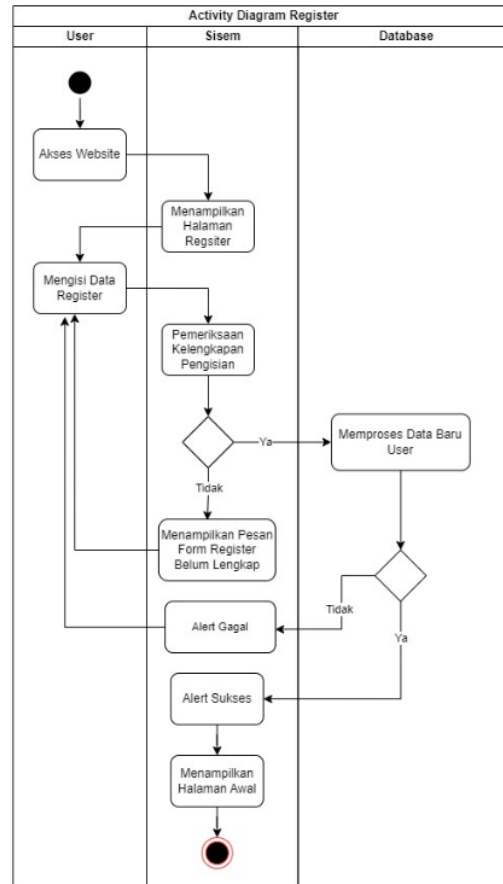 Activity Diagram Register
User
Sisem
Database
Akses Website
Menampilkan
Halaman
Regsiter
Mengisi Data
Register
Pemeriksaan
Kelengkapan
Pengisian
Ya
Memproses Data Baru
User
Tidak
Menampilkan Pesan
Form Register
Belum Lengkap
Tidak
Alert Gagal
Ya
Alert Sukses
Menampilkan
Halaman Awal